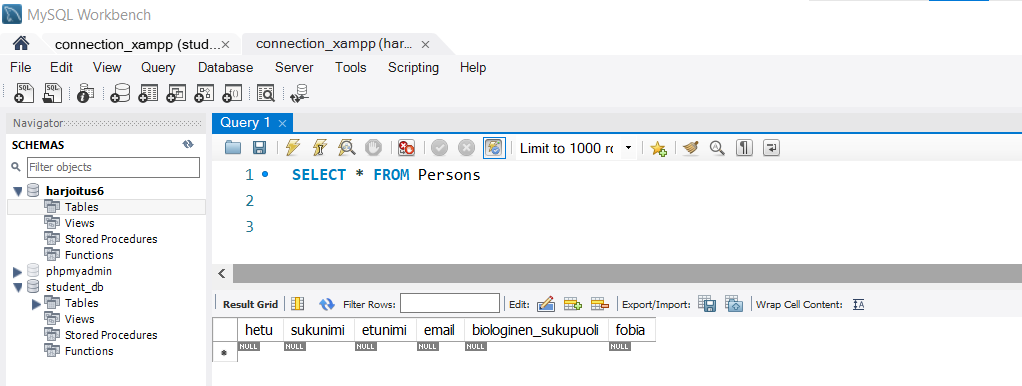 MySQL Workbench
connection_xampp (stud... × connection_xampp (har... ×
File Edit View Query Database Server Tools Scripting Help
Navigator
Query 1 ×
SCHEMAS
Filter objects
Limit to 1000 rc
harjoitus6
Tables
Views
Stored Procedures
Functions
phpmyadmin
student_db
Tables
Views
Stored Procedures
Functions
1 SELECT * FROM Persons
2
3
Result Grid Filter Rows: Edit: Export/Import: Wrap Cell Content:
hetu sukunimi etunimi email biologinen_sukupuoli fobia
* NULL NULL NULL NULL NULL NULL